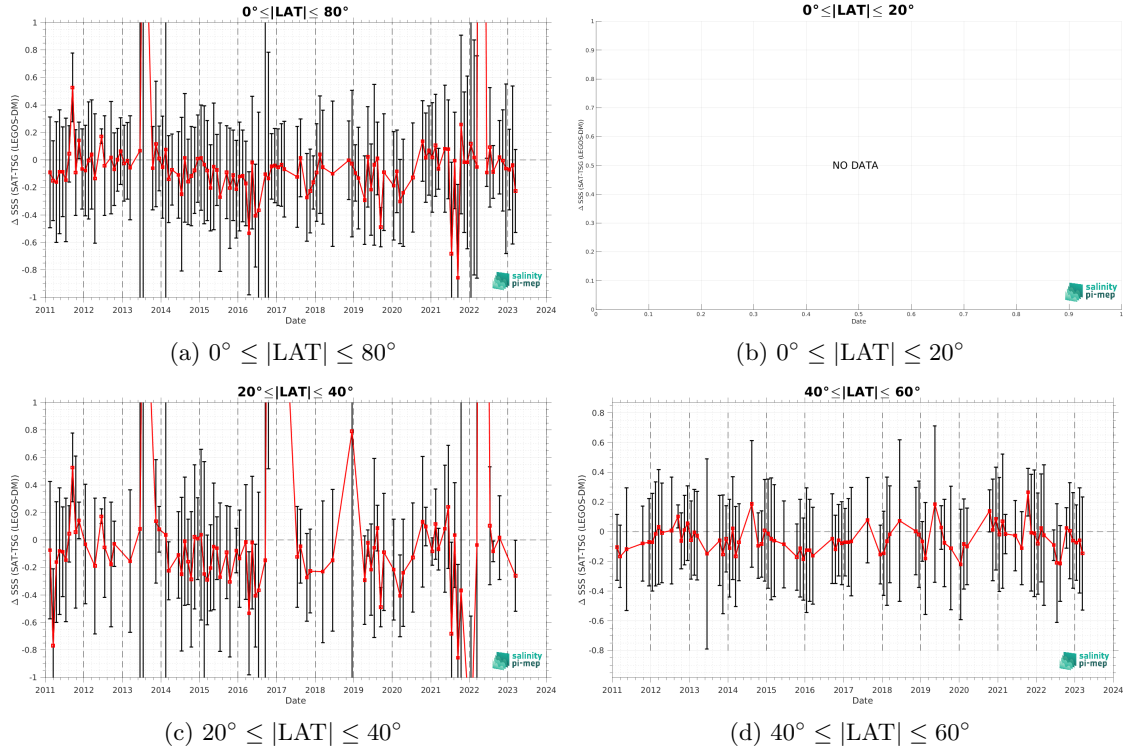 0°≤|LAT|≤ 80°
Δ SSS (SAT-TSG (LEGOS-DM))
1
0.8
0.6
0.4
0.2
0
-0.2
-0.4
-0.6
-0.8
-1
2011 2012 2013 2014 2015 2016 2017 2018 2019 2020 2021 2022 2023 2024
Date
salinity
pi-mep
(a) 0° ≤ |LAT| ≤ 80°
0°≤|LAT|≤ 20°
Δ SSS (SAT-TSG (LEGOS-DM))
1
0.9
0.8
0.7
0.6
0.5
0.4
0.3
0.2
0.1
0
NO DATA
0 0.1 0.2 0.3 0.4 0.5 0.6 0.7 0.8 0.9 1
Date
salinity
pi-mep
(b) 0° ≤ |LAT| ≤ 20°
20°≤|LAT|≤ 40°
Δ SSS (SAT-TSG (LEGOS-DM))
1
0.8
0.6
0.4
0.2
0
-0.2
-0.4
-0.6
-0.8
-1
2011 2012 2013 2014 2015 2016 2017 2018 2019 2020 2021 2022 2023 2024
Date
salinity
pi-mep
(c) 20° ≤ |LAT| ≤ 40°
40°≤|LAT|≤ 60°
Δ SSS (SAT-TSG (LEGOS-DM))
0.8
0.6
0.4
0.2
0
-0.2
-0.4
-0.6
-0.8
2011 2012 2013 2014 2015 2016 2017 2018 2019 2020 2021 2022 2023 2024
Date
salinity
pi-mep
(d) 40° ≤ |LAT| ≤ 60°